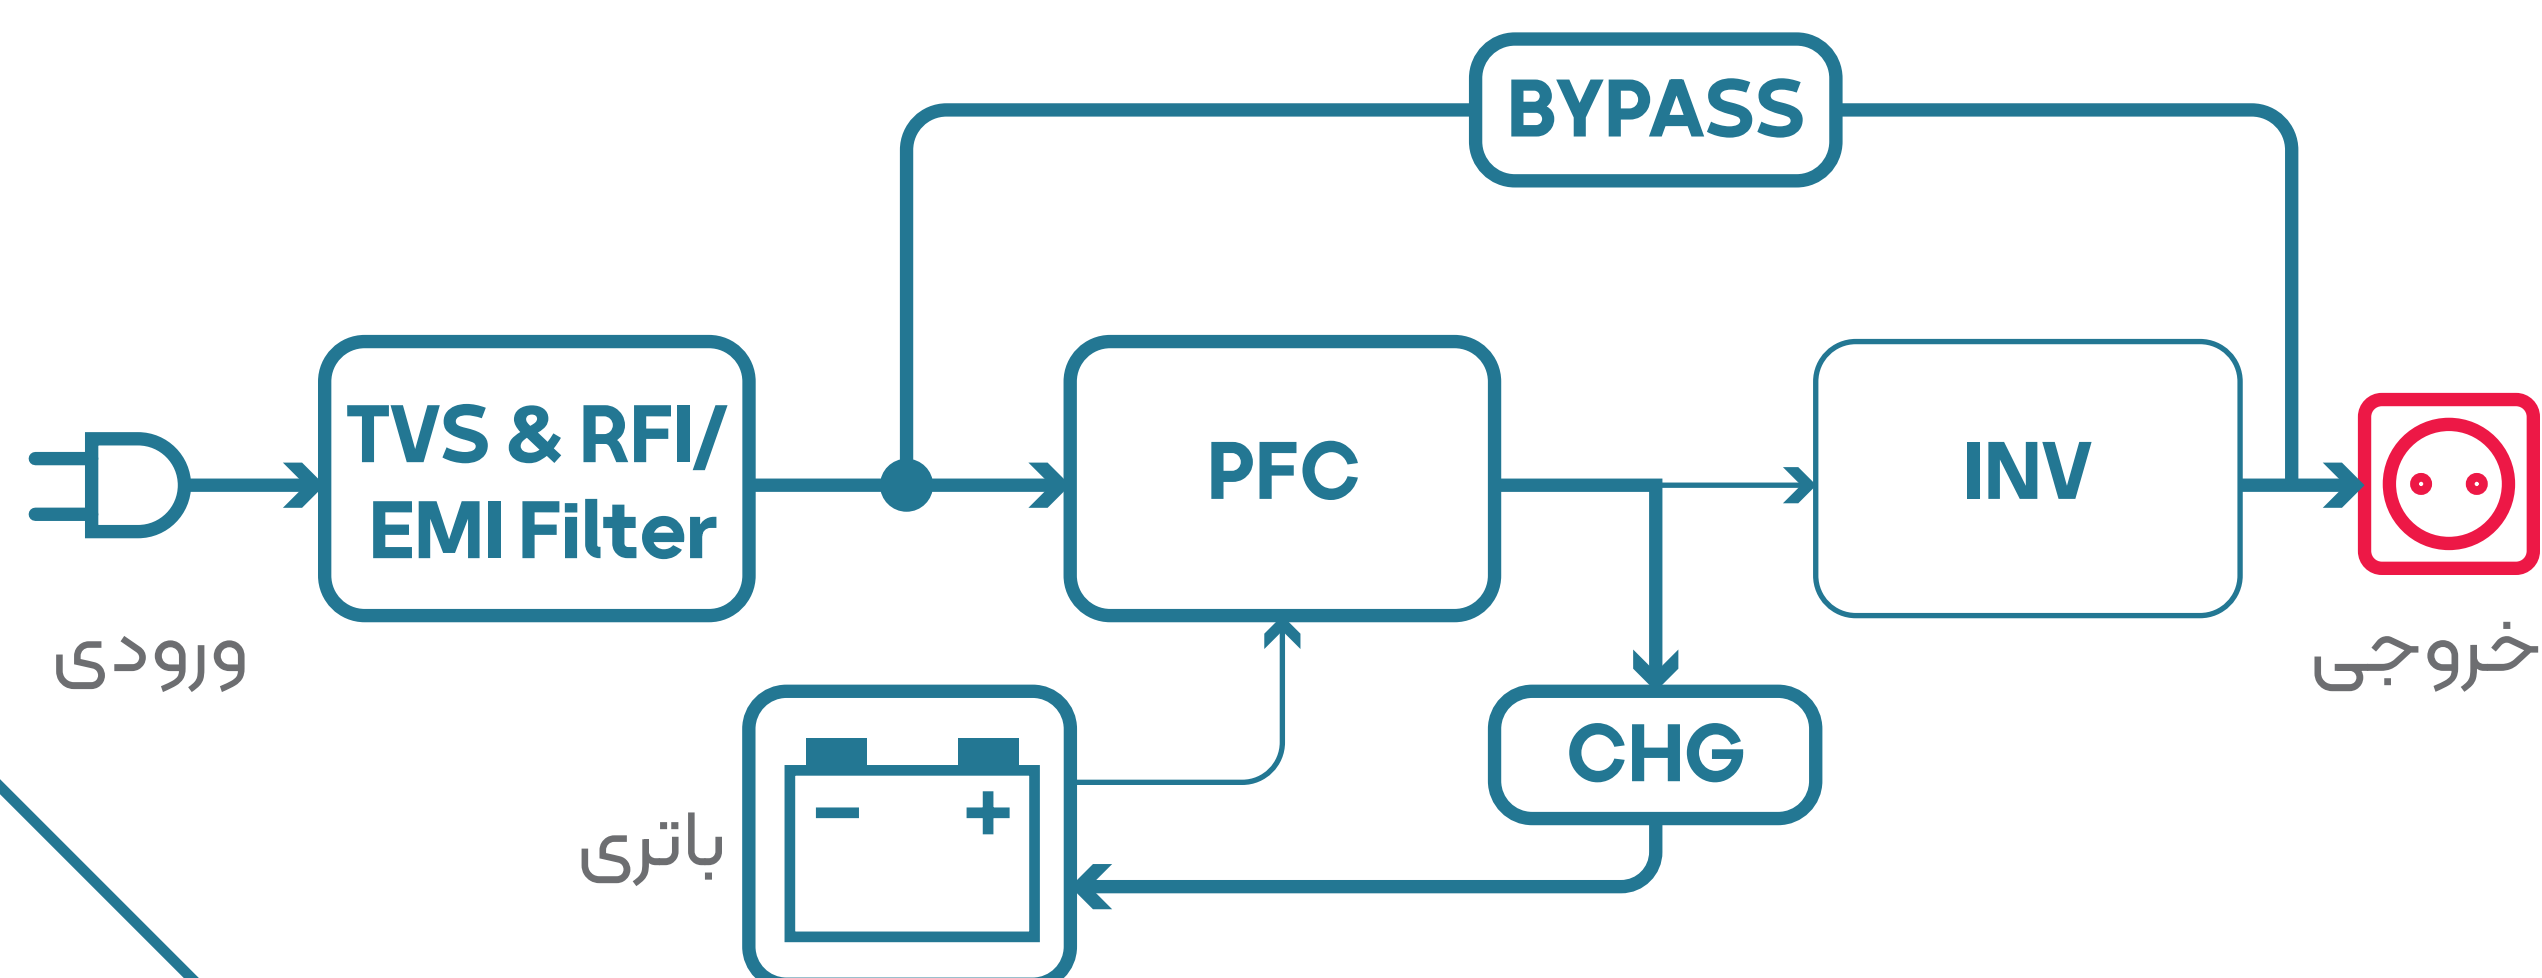 BYPASS
TVS & RFI/
EMI Filter
PFC
INV
ورودی
خروجی
CHG
باتری